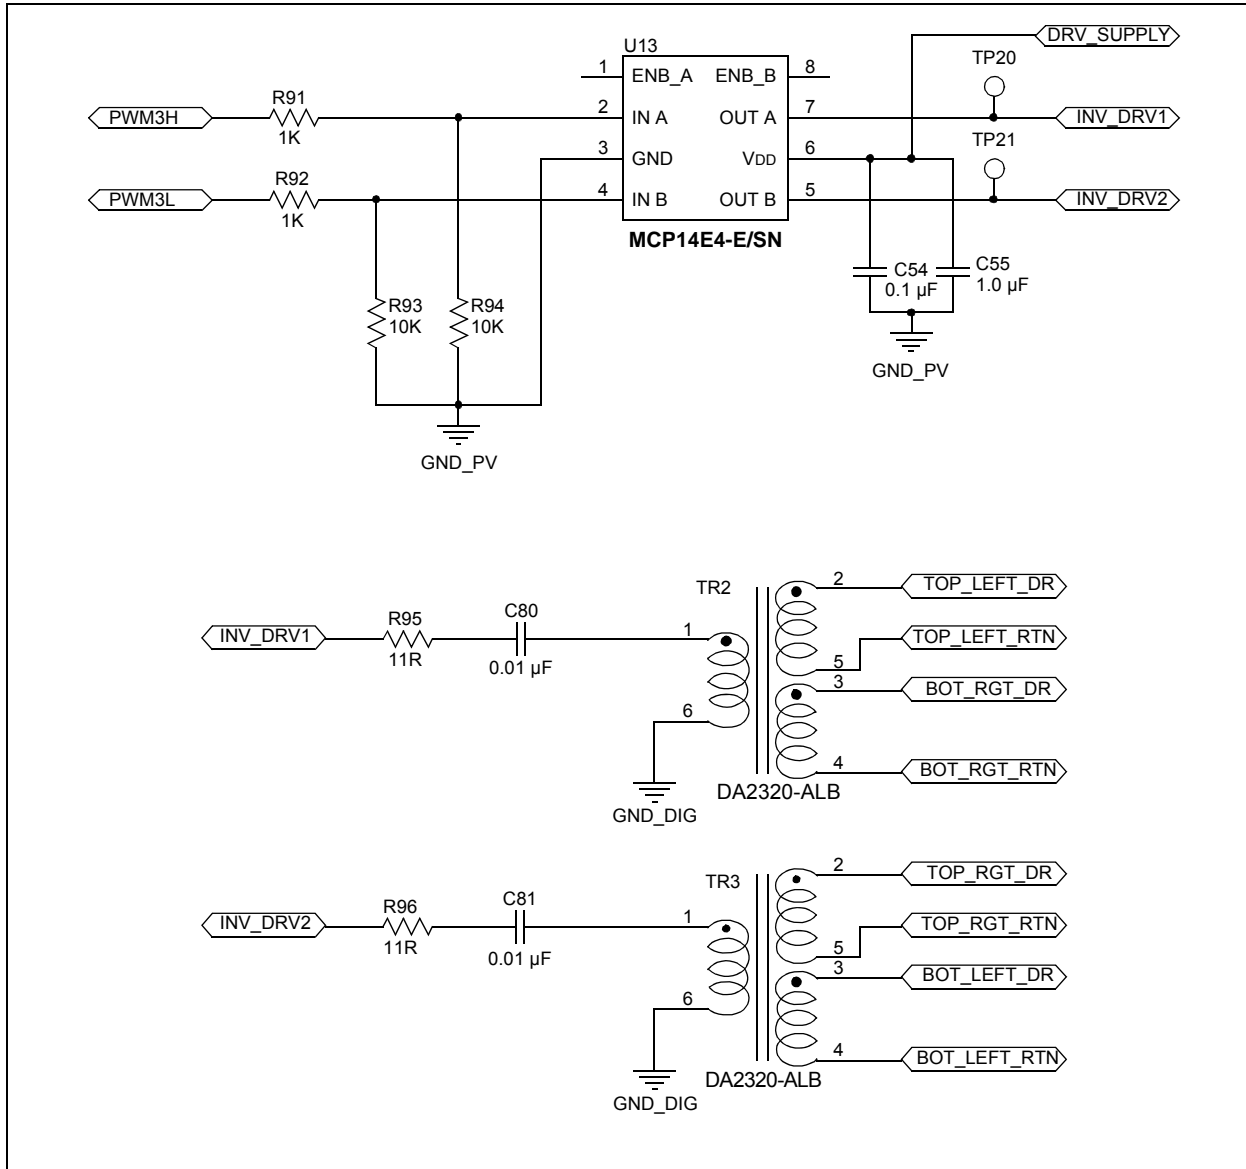 DRV_SUPPLY
U13
TP20
1 ENB_A ENB_B 8
R91
PWM3H
1K
2 IN A OUT A 7
INV_DRV1
TP21
3 GND VDD 6
R92
PWM3L
1K
4 IN B OUT B 5
INV_DRV2
MCP14E4-E/SN
C54
0.1 µF
C55
1.0 µF
R93
10K
R94
10K
GND_PV
GND_PV
TR2
2 TOP_LEFT_DR
R95
C80
INV_DRV1
11R
0.01 µF
1
TOP_LEFT_RTN
5
3 BOT_RGT_DR
6
4 BOT_RGT_RTN
DA2320-ALB
GND_DIG
TR3
2 TOP_RGT_DR
R96
C81
INV_DRV2
11R
0.01 µF
1
TOP_RGT_RTN
5
3 BOT_LEFT_DR
6
4 BOT_LEFT_RTN
DA2320-ALB
GND_DIG